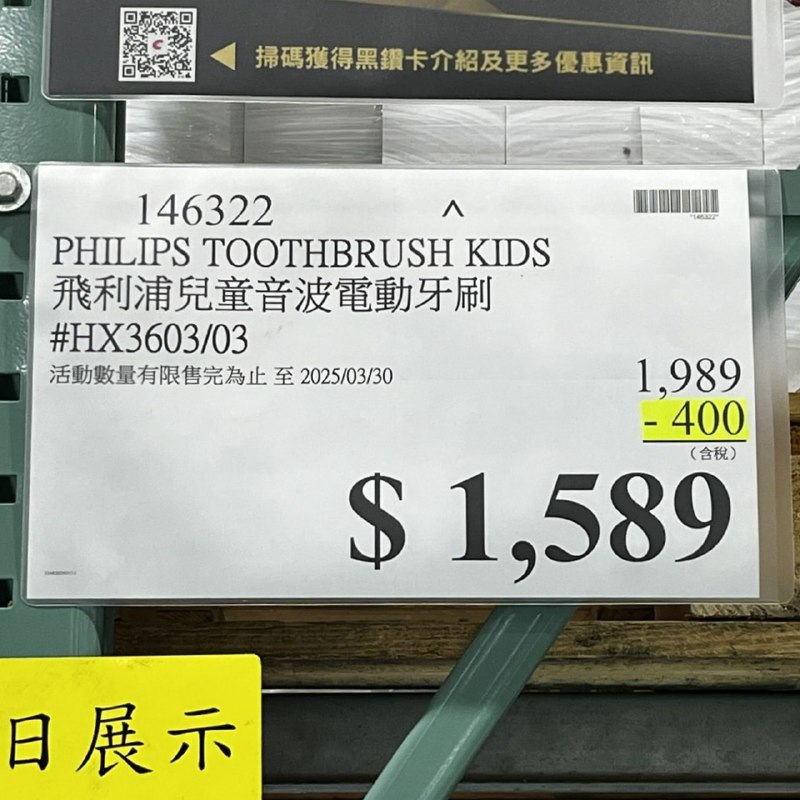 掃碼獲得黑鑽卡介紹及更多優惠資訊
146322 ^
"146322"
PHILIPS TOOTHBRUSH KIDS
飛利浦兒童音波電動牙刷
#HX3603/03
活動數量有限售完為止 至 2025/03/30
1,989
- 400
(含稅)
$ 1,589
日展示